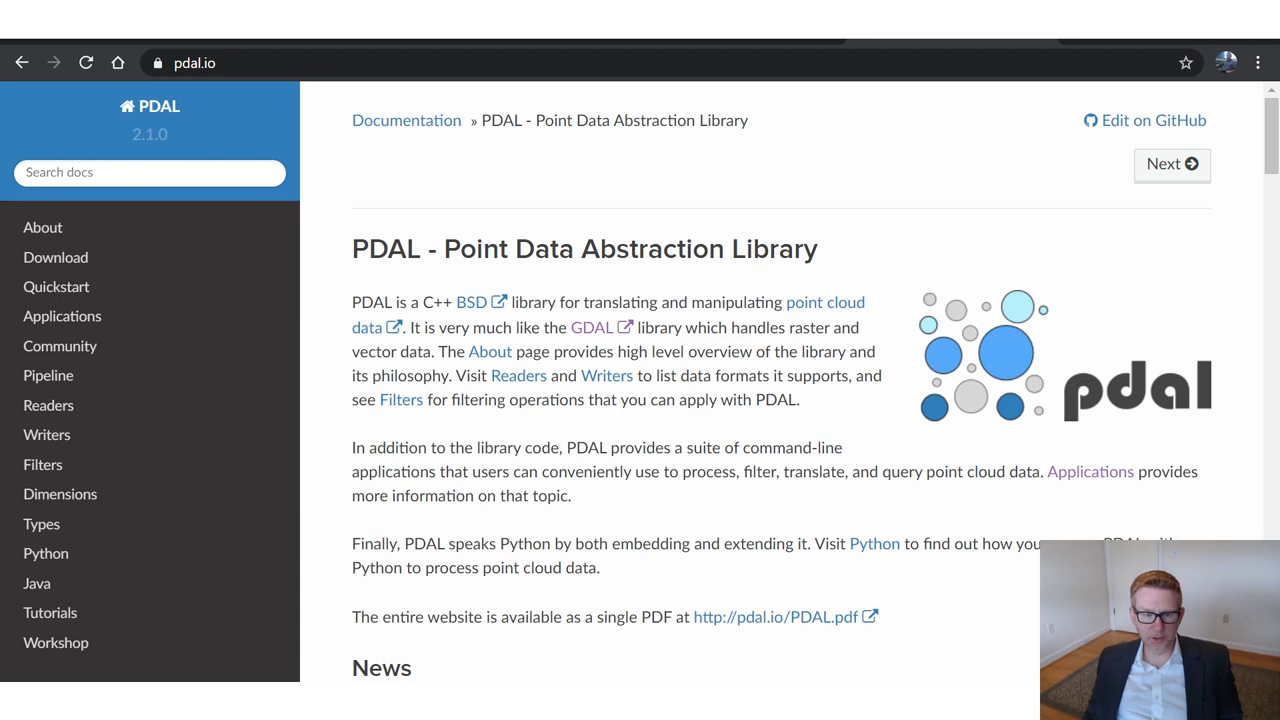 pdal.io
PDAL
2.1.0
Search docs
About
Download
Quickstart
Applications
Community
Pipeline
Readers
Writers
Filters
Dimensions
Types
Python
Java
Tutorials
Workshop
Documentation » PDAL - Point Data Abstraction Library
Edit on GitHub
Next
PDAL - Point Data Abstraction Library
PDAL is a C++ BSD library for translating and manipulating point cloud
data. It is very much like the GDAL library which handles raster and
vector data. The About page provides high level overview of the library and
its philosophy. Visit Readers and Writers to list data formats it supports, and
see Filters for filtering operations that you can apply with PDAL.
pdal
In addition to the library code, PDAL provides a suite of command-line
applications that users can conveniently use to process, filter, translate, and query point cloud data. Applications provides
more information on that topic.
Finally, PDAL speaks Python by both embedding and extending it. Visit Python to find out how you
Python to process point cloud data.
The entire website is available as a single PDF at http://pdal.io/PDAL.pdf
News